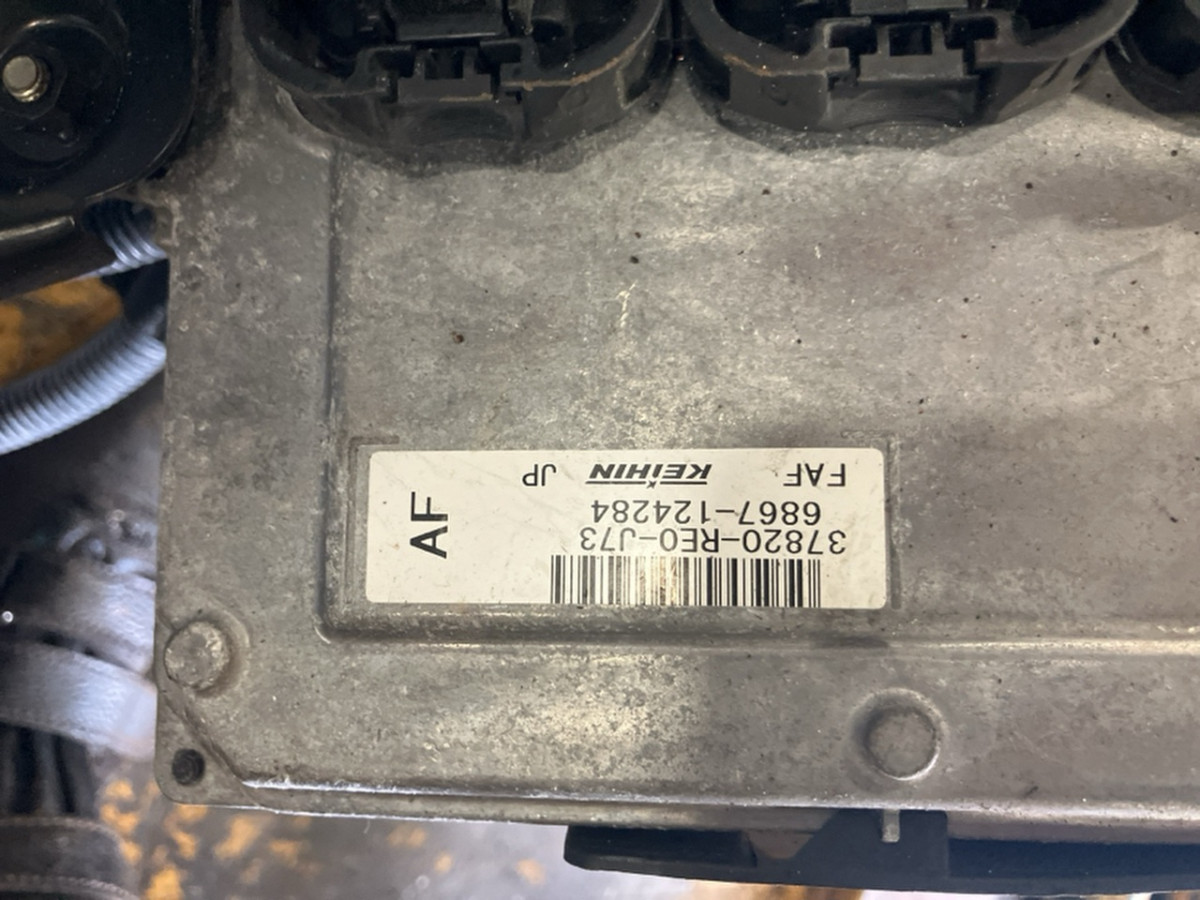 37820-RE0-J73
6867-124284
FAF KEIHIN JP
AF